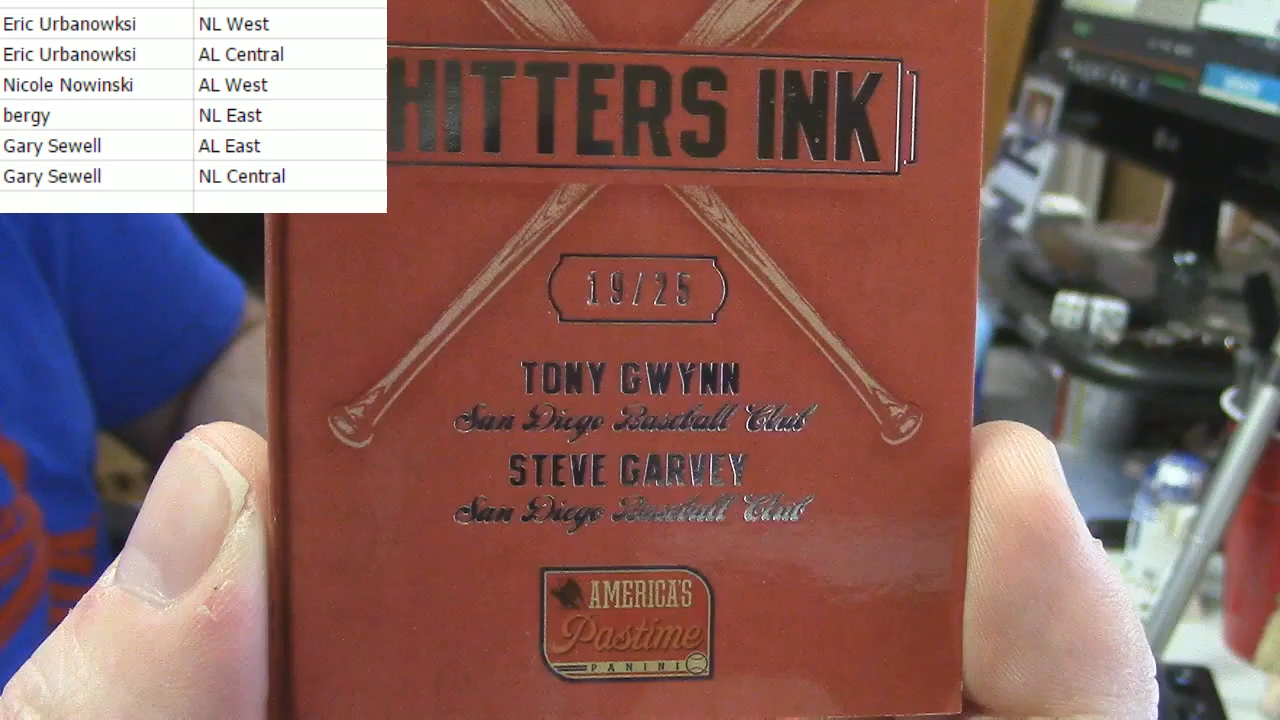 Eric Urbanowksi NL West
Eric Urbanowksi AL Central
Nicole Nowinski AL West
bergy NL East
Gary Sewell AL East
Gary Sewell NL Central
HITTERS INK
19/25
TONY GWYNN
San Diego Baseball Club
STEVE GARVEY
San Diego Baseball Club
AMERICA'S
Pastime
PANINI